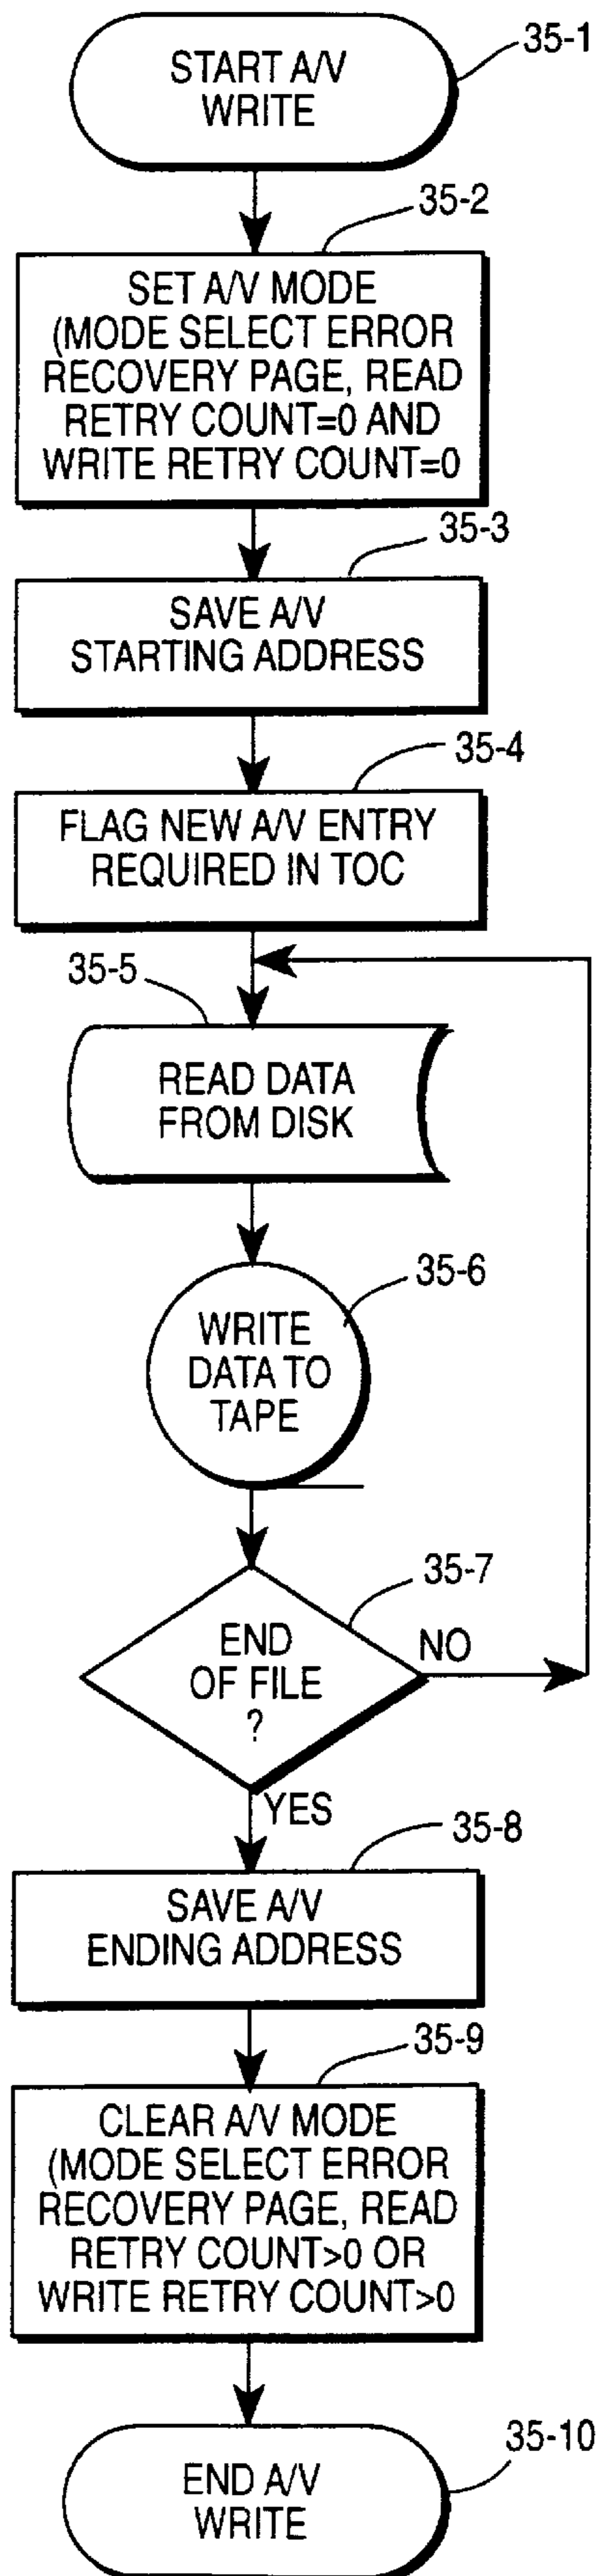 START A/V
WRITE
35-1
35-2
SET A/V MODE
(MODE SELECT ERROR
RECOVERY PAGE, READ
RETRY COUNT=0 AND
WRITE RETRY COUNT=0
35-3
SAVE A/V
STARTING ADDRESS
35-4
FLAG NEW A/V ENTRY
REQUIRED IN TOC
35-5
READ DATA
FROM DISK
35-6
WRITE
DATA TO
TAPE
35-7
END
OF FILE
?
NO
YES
35-8
SAVE A/V
ENDING ADDRESS
35-9
CLEAR A/V MODE
(MODE SELECT ERROR
RECOVERY PAGE, READ
RETRY COUNT>0 OR
WRITE RETRY COUNT>0
35-10
END A/V
WRITE